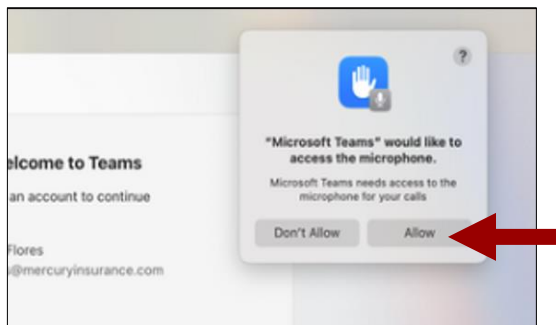 ?
"Microsoft Teams" would like to
access the microphone.
Microsoft Teams needs access to the
microphone for your calls
Don't Allow
Allow
elcome to Teams
an account to continue
Flores
s@mercuryinsurance.com